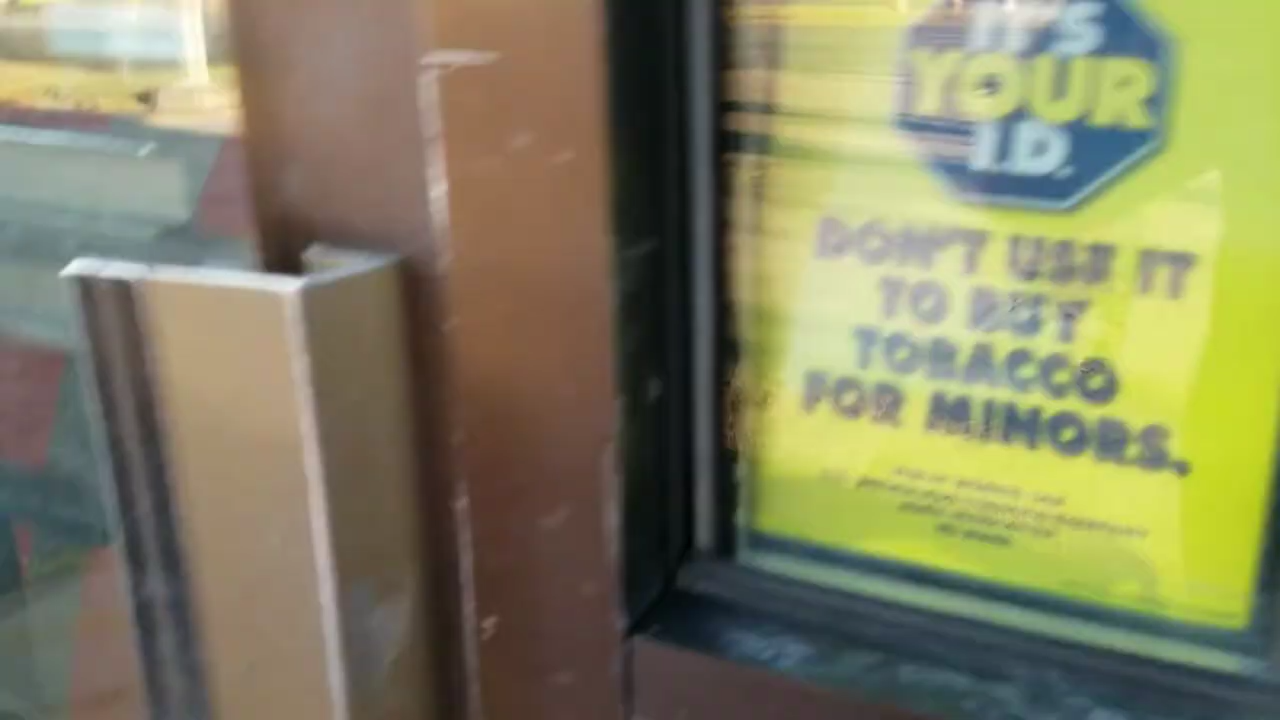 IT'S
YOUR
I.D.
DON'T USE IT
TO BUY
TOBACCO
FOR MINORS.